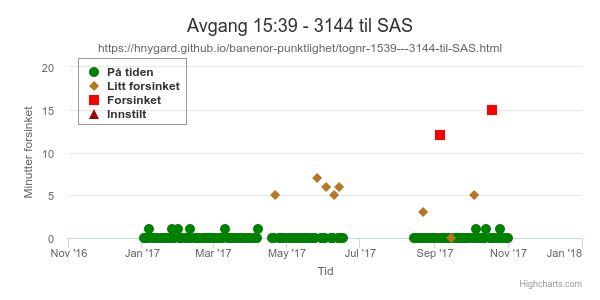 Avgang 15:39 - 3144 til SAS
https://hnygard.github.io/banenor-punktlighet/tognr-1539---3144-til-SAS.html
På tiden
Litt forsinket
Forsinket
Innstilt
Minutter forsinket
20
15
10
5
0
Nov '16
Jan '17
Mar '17
May '17
Jul '17
Sep '17
Nov '17
Jan '18
Tid
Highcharts.com